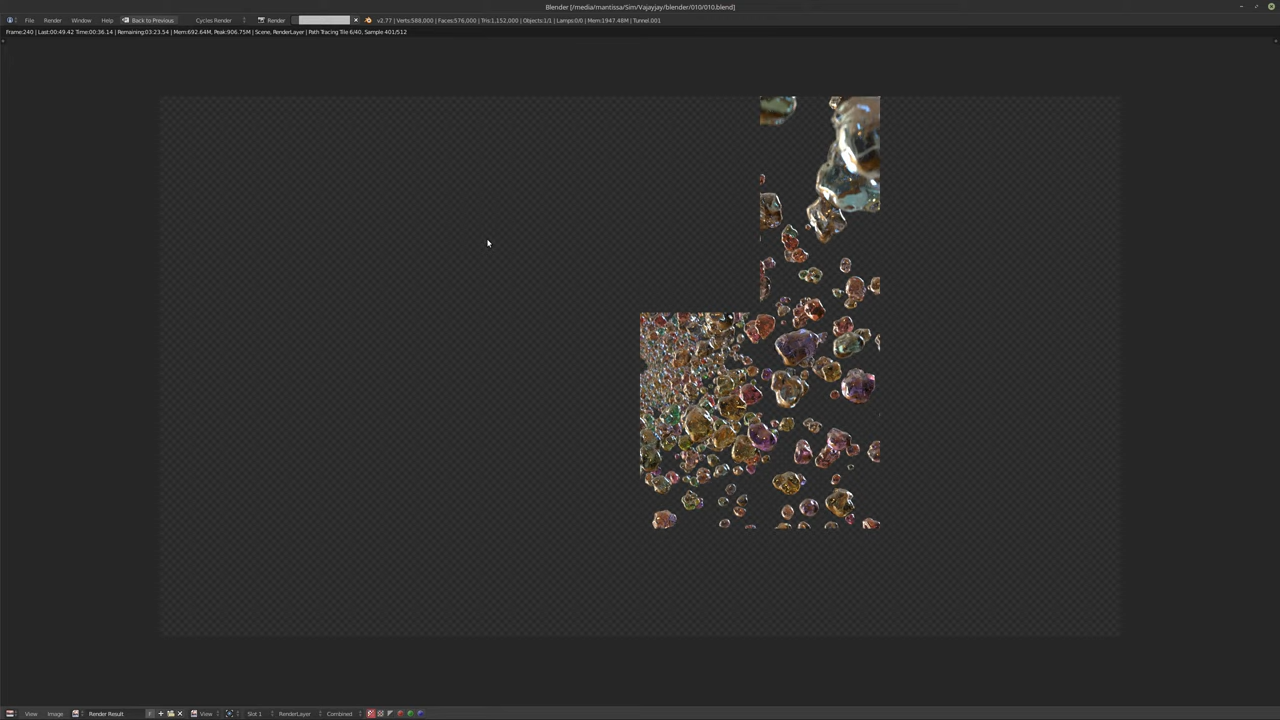 Blender [/media/mantissa/Sim/Vajayjay/blender/010/010.blend]
File Render Window Help Back to Previous Cycles Render Render v2.77 | Verts:588,000 | Faces:576,000 | Tris:1,152,000 | Objects:1/1 | Lamps:0/0 | Mem:1947.48M | Tunnel.001
Frame:240 | Last:00:49.42 Time:00:36.14 | Remaining:03:23.54 | Mem:692.64M, Peak:906.75M | Scene, RenderLayer | Path Tracing Tile 6/40, Sample 401/512
View Image Render Result F View Slot 1 RenderLayer Combined